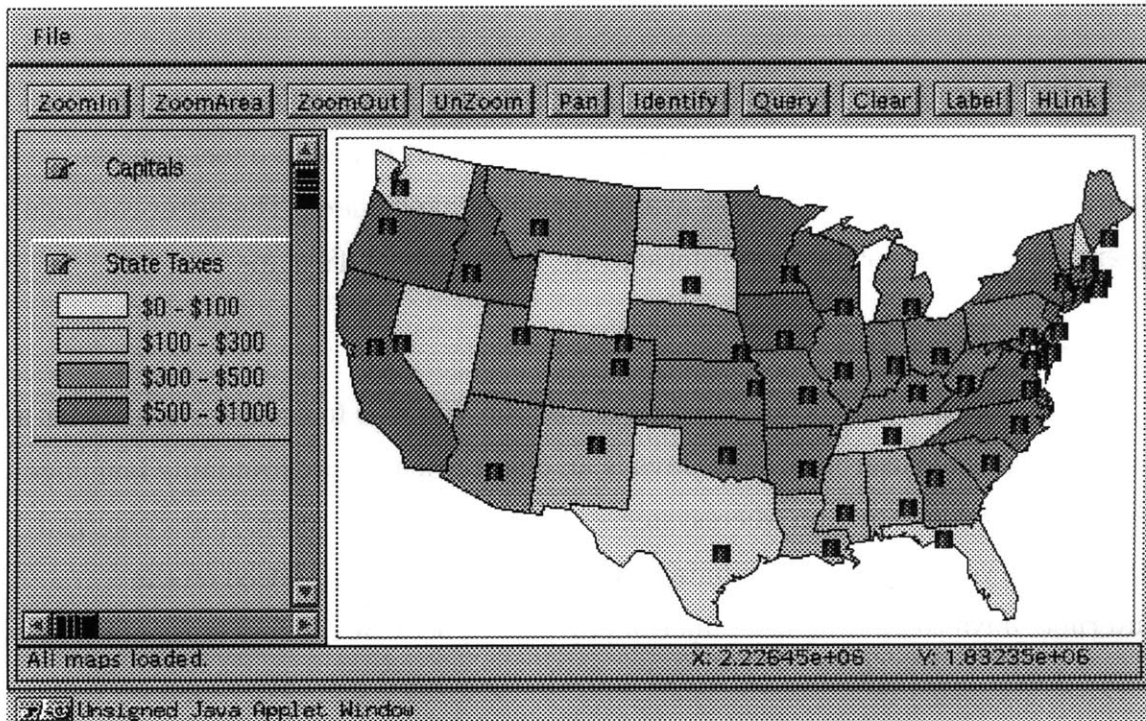 File
ZoomIn ZoomArea ZoomOut UnZoom Pan Identify Query Clear Label HLink
Capitals
State Taxes
$0 - $100
$100 - $300
$300 - $500
$500 - $1000
All maps loaded. X: 2.22645e+06 Y: 1.83235e+06
Unsigned Java Applet Window